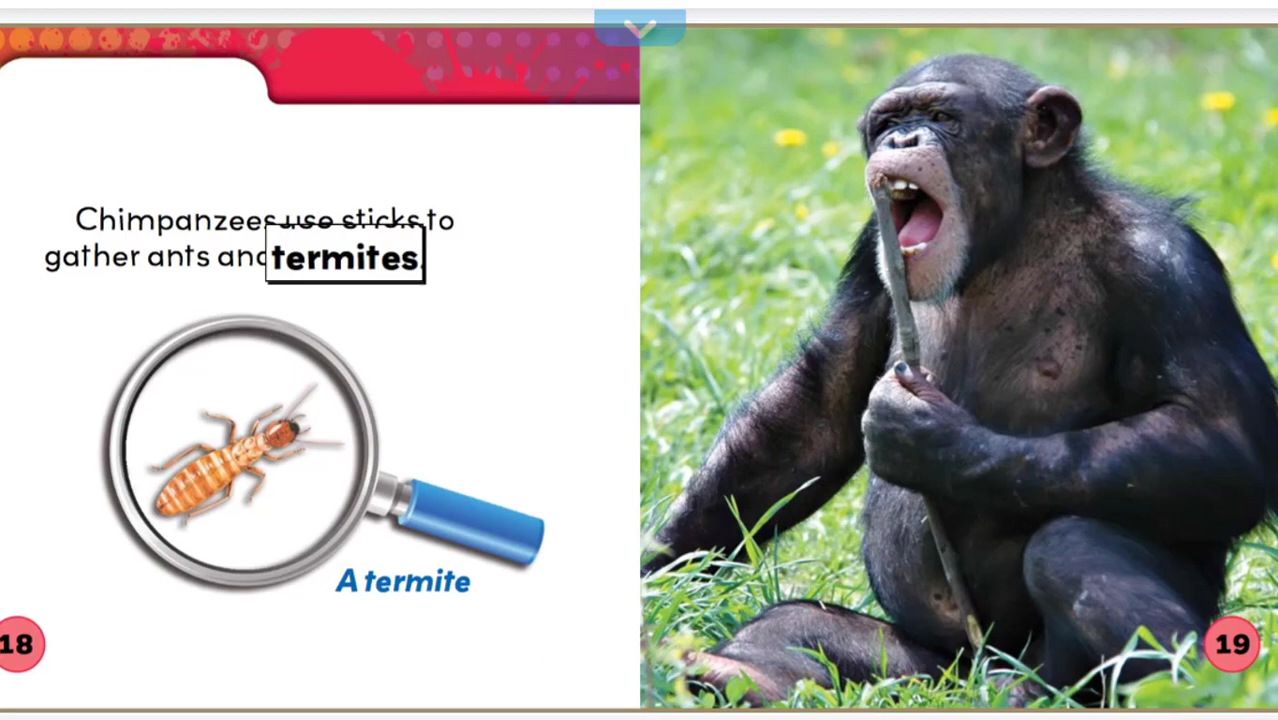 Chimpanzees use sticks to
gather ants and termites.
A termite
18
19